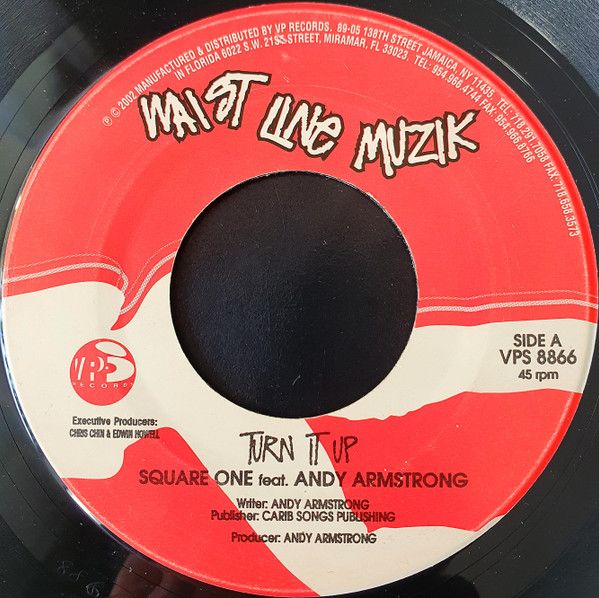 ℗ © 2002 MANUFACTURED & DISTRIBUTED BY VP RECORDS. 89-05 138TH STREET JAMAICA, NY 11435, TEL: 718 291.7058 FAX: 718 658.3573
IN FLORIDA 6022 S.W. 21ST STREET, MIRAMAR, FL 33023, TEL: 954.966.4744 FAX: 954.966.8766
WAIST LINE MUZIK
SIDE A
VPS 8866
45 rpm
VP
RECORDS
Executive Producers:
CHRIS CHIN & EDWIN HOWELL
TURN IT UP
SQUARE ONE feat. ANDY ARMSTRONG
Writer: ANDY ARMSTRONG
Publisher: CARIB SONGS PUBLISHING
Producer: ANDY ARMSTRONG